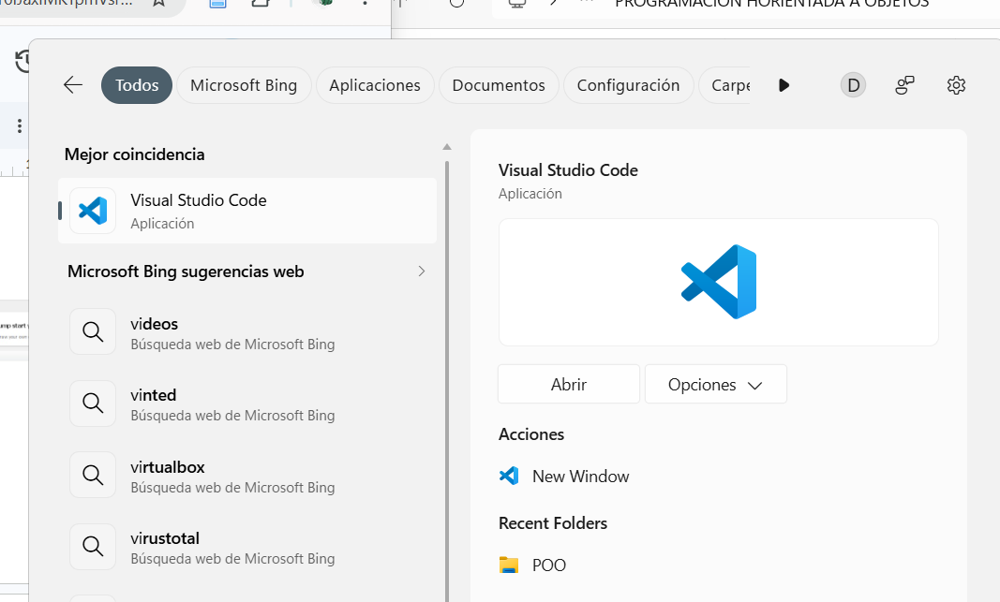 PROGRAMACION HORIENTADA A OBJETOS
Todos
Microsoft Bing
Aplicaciones
Documentos
Configuración
Carpe
D
Mejor coincidencia
Visual Studio Code
Aplicación
Microsoft Bing sugerencias web
videos
Búsqueda web de Microsoft Bing
vinted
Búsqueda web de Microsoft Bing
virtualbox
Búsqueda web de Microsoft Bing
virustotal
Búsqueda web de Microsoft Bing
Visual Studio Code
Aplicación
Abrir
Opciones
Acciones
New Window
Recent Folders
POO